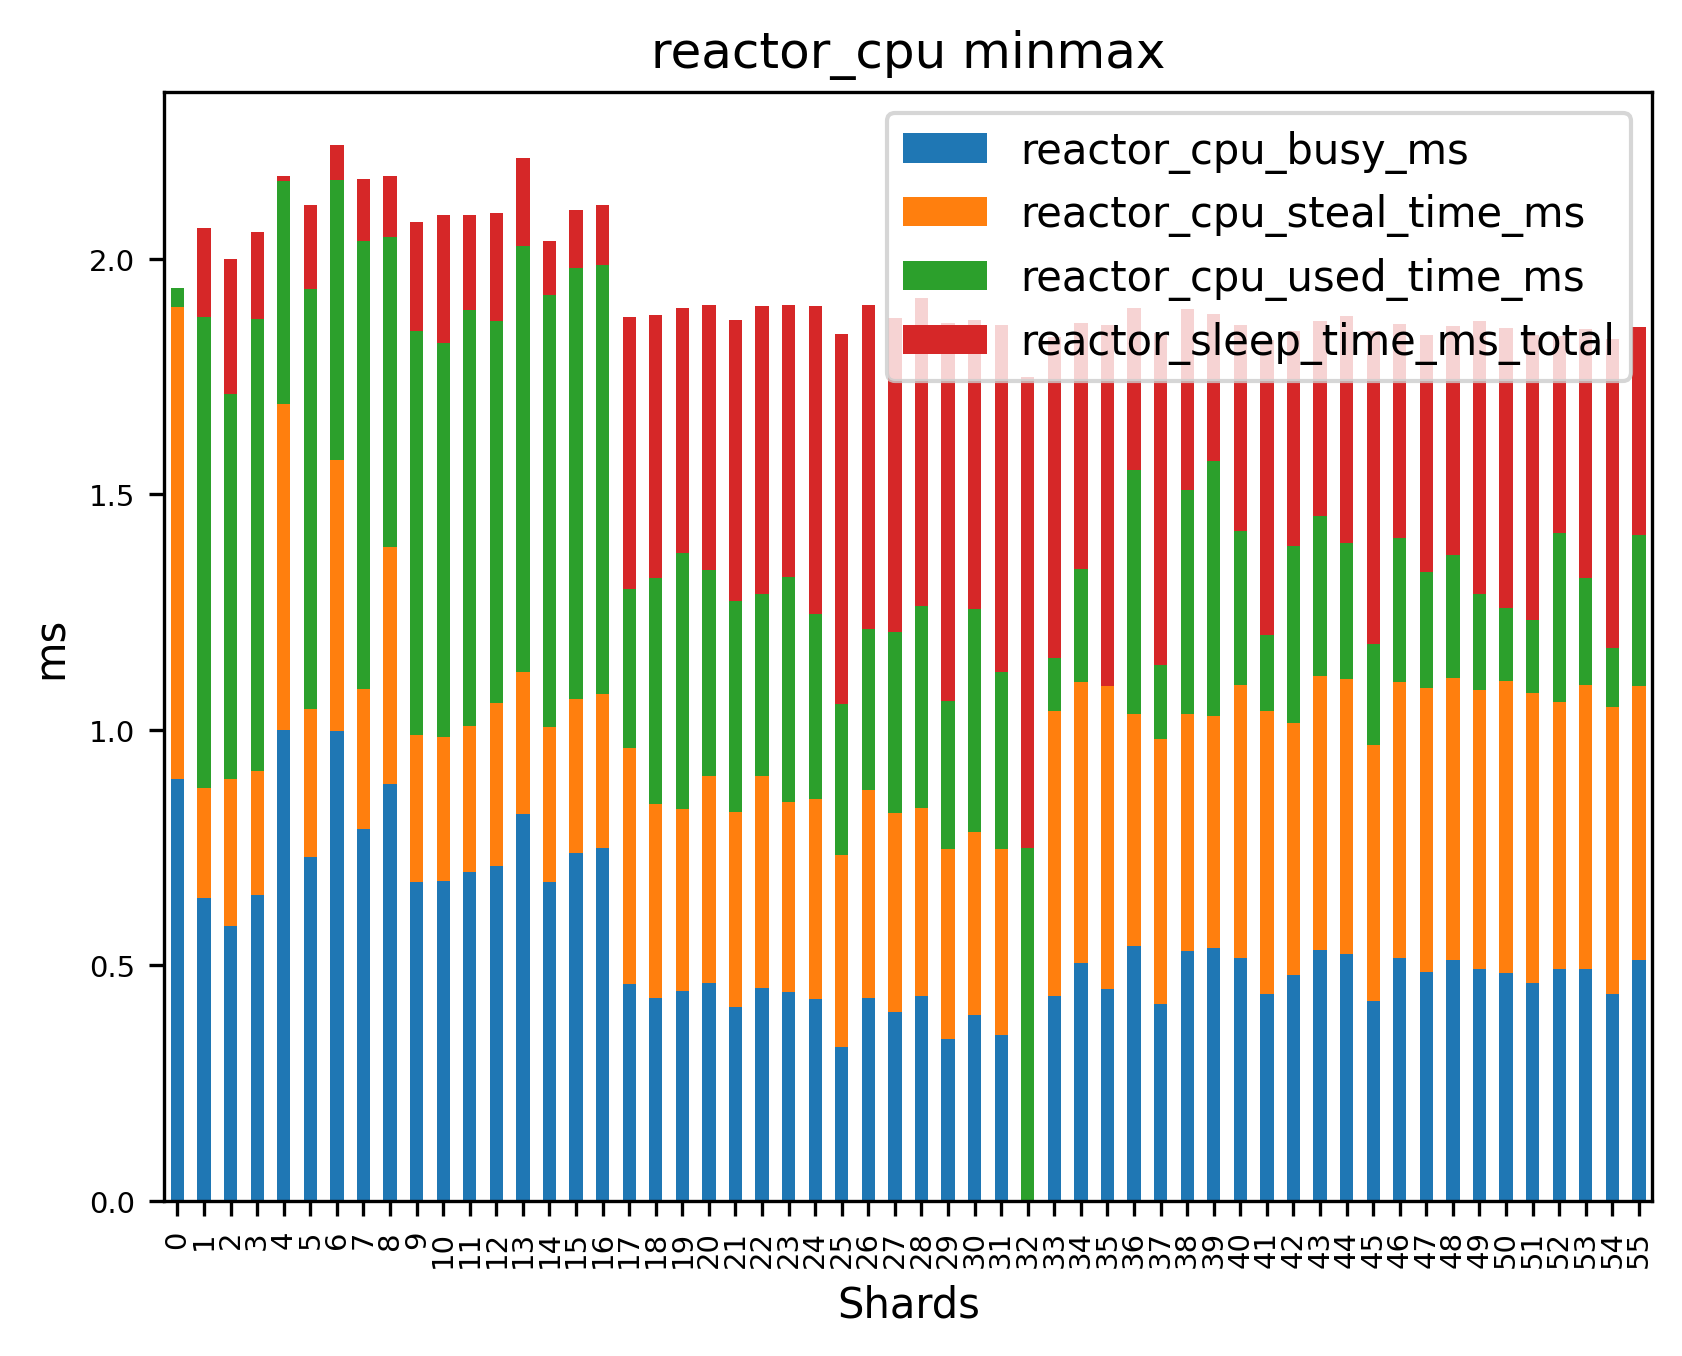 reactor_cpu minmax
reactor_cpu_busy_ms
reactor_cpu_steal_time_ms
reactor_cpu_used_time_ms
reactor_sleep_time_ms_total
ms
2.0
1.5
1.0
0.5
0.0
0 1 2 3 4 5 6 7 8 9 10 11 12 13 14 15 16 17 18 19 20 21 22 23 24 25 26 27 28 29 30 31 32 33 34 35 36 37 38 39 40 41 42 43 44 45 46 47 48 49 50 51 52 53 54 55
Shards